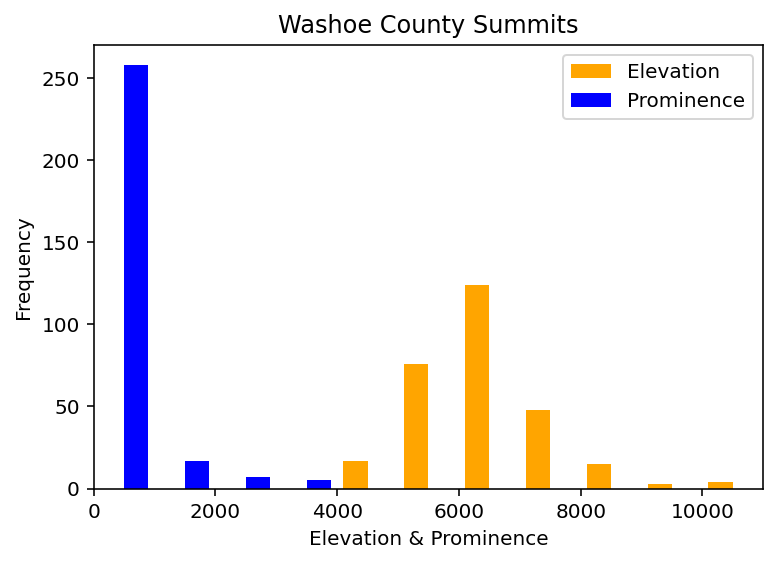 Washoe County Summits
Elevation
Prominence
250
200
150
100
50
0
Frequency
0 2000 4000 6000 8000 10000
Elevation & Prominence